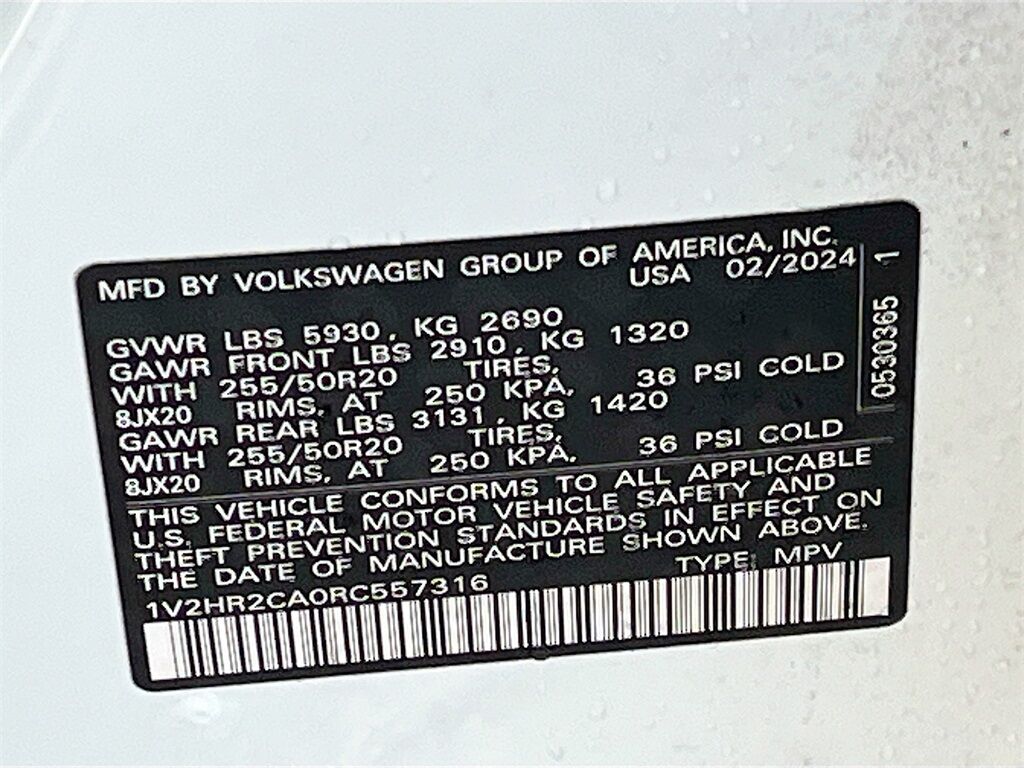 MFD BY VOLKSWAGEN GROUP OF AMERICA, INC.
USA 02/2024
GVWR LBS 5930, KG 2690
GAWR FRONT LBS 2910, KG 1320
WITH 255/50R20 TIRES,
8JX20 RIMS, AT 250 KPA, 36 PSI COLD
GAWR REAR LBS 3131, KG 1420
WITH 255/50R20 TIRES,
8JX20 RIMS, AT 250 KPA, 36 PSI COLD
THIS VEHICLE CONFORMS TO ALL APPLICABLE
U.S. FEDERAL MOTOR VEHICLE SAFETY AND
THEFT PREVENTION STANDARDS IN EFFECT ON
THE DATE OF MANUFACTURE SHOWN ABOVE.
TYPE: MPV
1V2HR2CA0RC557316
0530365 1